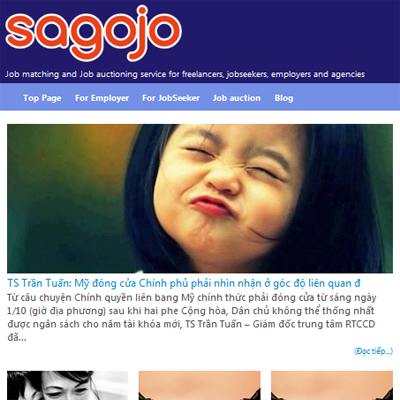 sagojo
Job matching and Job auctioning service for freelancers, jobseekers, employers and agencies
Top Page For Employer For JobSeeker Job auction Blog
TS Trần Tuấn: Mỹ đóng cửa Chính phủ phải nhìn nhận ở góc độ liên quan đ
Từ câu chuyện Chính quyền liên bang Mỹ chính thức phải đóng cửa từ sáng ngày
1/10 (giờ địa phương) sau khi hai phe Cộng hòa, Dân chủ không thể thống nhất
được ngân sách cho năm tài khóa mới, TS Trần Tuấn – Giám đốc trung tâm RTCCD
đã...
(Đọc tiếp...)